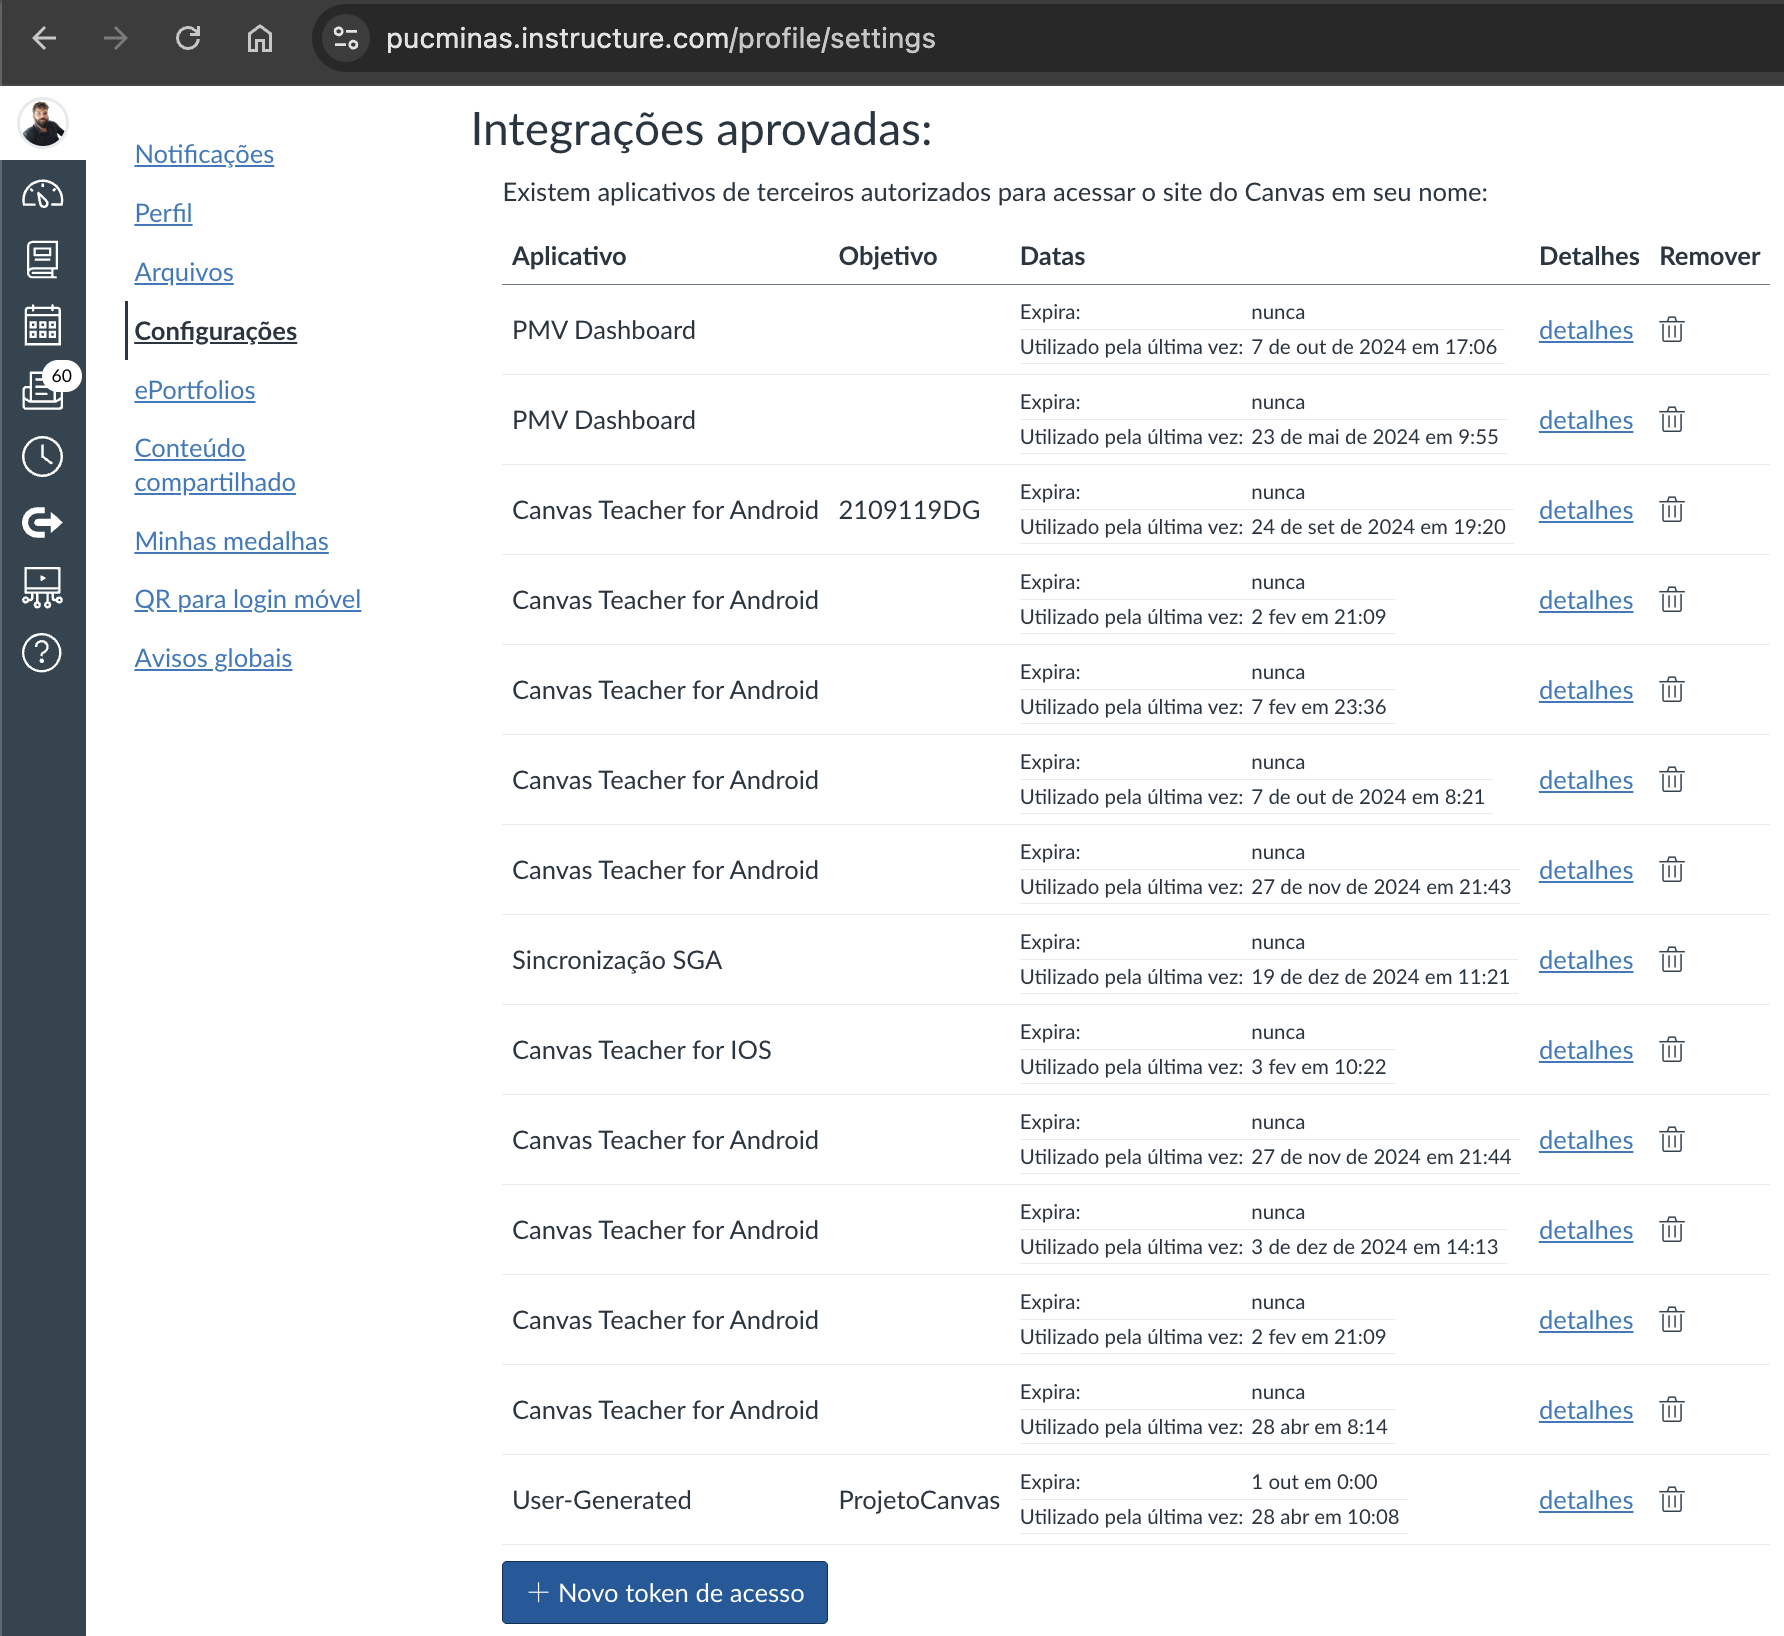 pucminas.instructure.com/profile/settings
Integrações aprovadas:
Notificações
Perfil
Arquivos
Configurações
60
ePortfolios
Conteúdo
compartilhado
Minhas medalhas
QR para login móvel
Avisos globais
Existem aplicativos de terceiros autorizados para acessar o site do Canvas em seu nome:
Aplicativo Objetivo Datas Detalhes Remover
PMV Dashboard Expira: nunca detalhes
Utilizado pela última vez: 7 de out de 2024 em 17:06
PMV Dashboard Expira: nunca detalhes
Utilizado pela última vez: 23 de mai de 2024 em 9:55
Canvas Teacher for Android 2109119DG Expira: nunca detalhes
Utilizado pela última vez: 24 de set de 2024 em 19:20
Canvas Teacher for Android Expira: nunca detalhes
Utilizado pela última vez: 2 fev em 21:09
Canvas Teacher for Android Expira: nunca detalhes
Utilizado pela última vez: 7 fev em 23:36
Canvas Teacher for Android Expira: nunca detalhes
Utilizado pela última vez: 7 de out de 2024 em 8:21
Canvas Teacher for Android Expira: nunca detalhes
Utilizado pela última vez: 27 de nov de 2024 em 21:43
Sincronização SGA Expira: nunca detalhes
Utilizado pela última vez: 19 de dez de 2024 em 11:21
Canvas Teacher for IOS Expira: nunca detalhes
Utilizado pela última vez: 3 fev em 10:22
Canvas Teacher for Android Expira: nunca detalhes
Utilizado pela última vez: 27 de nov de 2024 em 21:44
Canvas Teacher for Android Expira: nunca detalhes
Utilizado pela última vez: 3 de dez de 2024 em 14:13
Canvas Teacher for Android Expira: nunca detalhes
Utilizado pela última vez: 2 fev em 21:09
Canvas Teacher for Android Expira: nunca detalhes
Utilizado pela última vez: 28 abr em 8:14
User-Generated ProjetoCanvas Expira: 1 out em 0:00 detalhes
Utilizado pela última vez: 28 abr em 10:08
+ Novo token de acesso